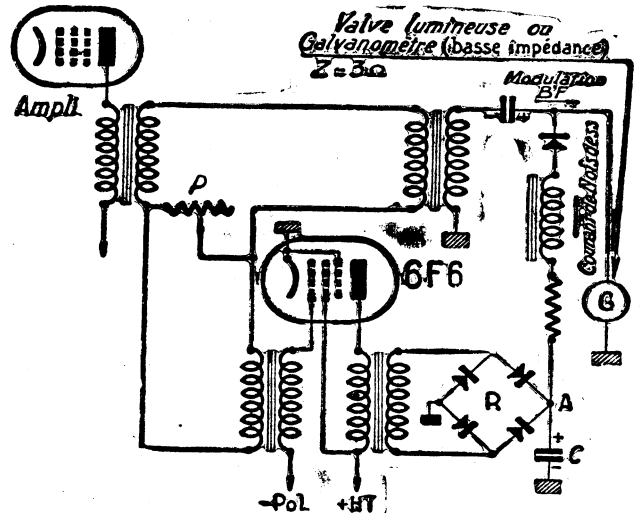 Valve lumineuse ou
Galvanomètre (basse impédance)
Z = 3Ω
Modulation
BF
Ampli
P
6F6
G
R
A
+
C
-
-Pol
+HT